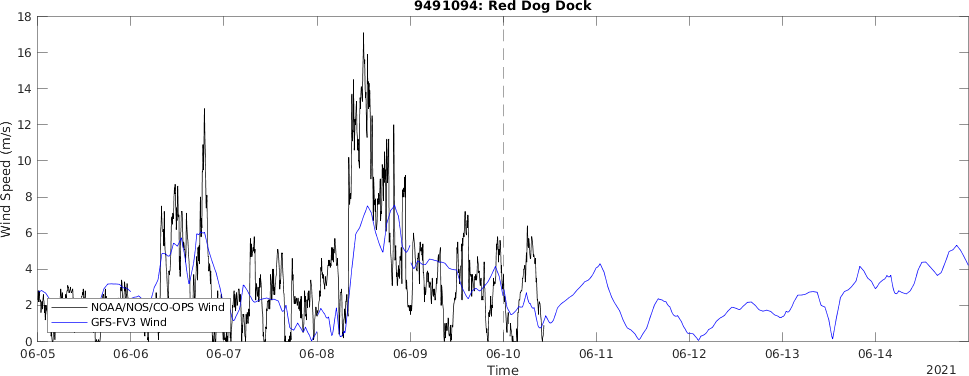 9491094: Red Dog Dock
Wind Speed (m/s)
18
16
14
12
10
8
6
4
2
0
NOAA/NOS/CO-OPS Wind
GFS-FV3 Wind
06-05 06-06 06-07 06-08 06-09 06-10 06-11 06-12 06-13 06-14
Time
2021